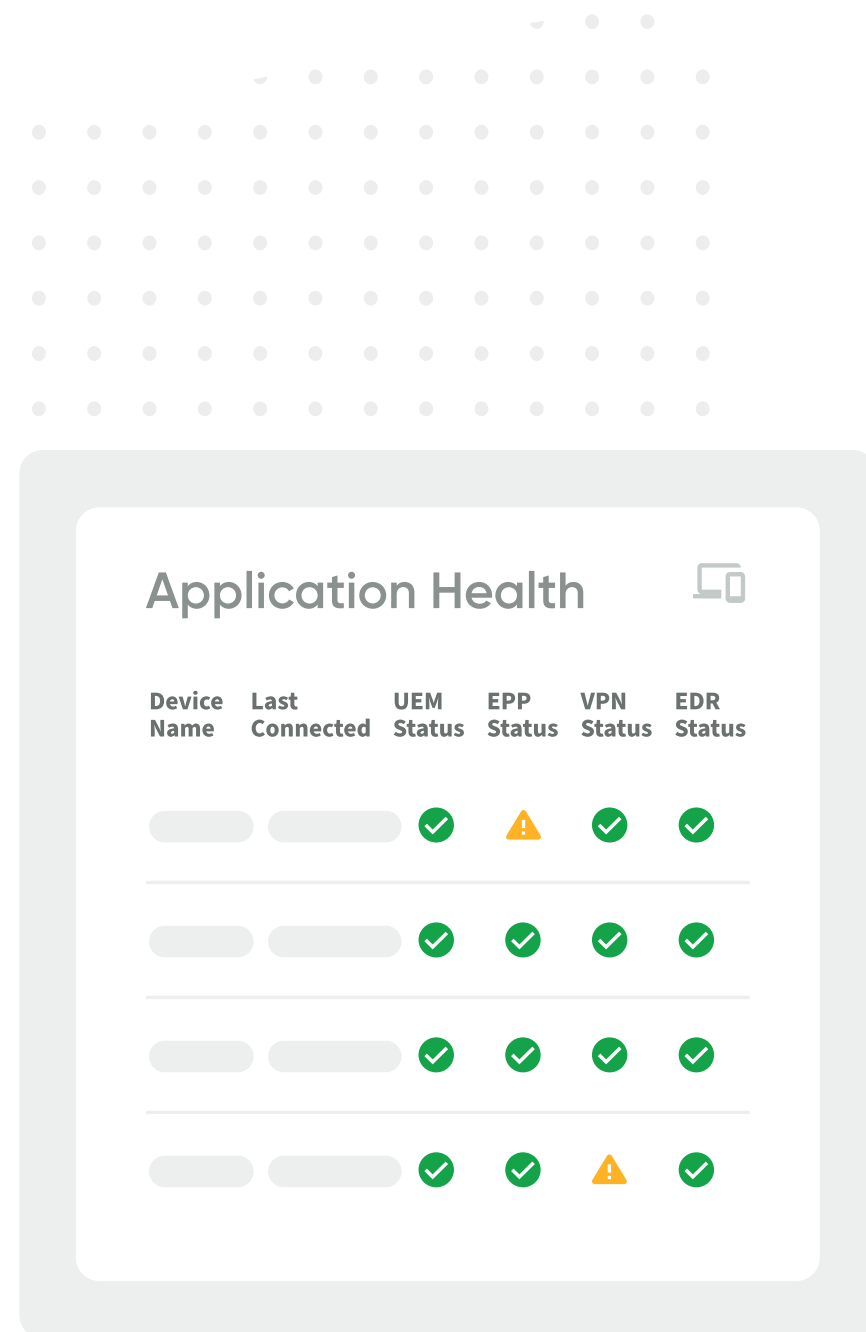 Application Health
Device Last UEM EPP VPN EDR
Name Connected Status Status Status Status